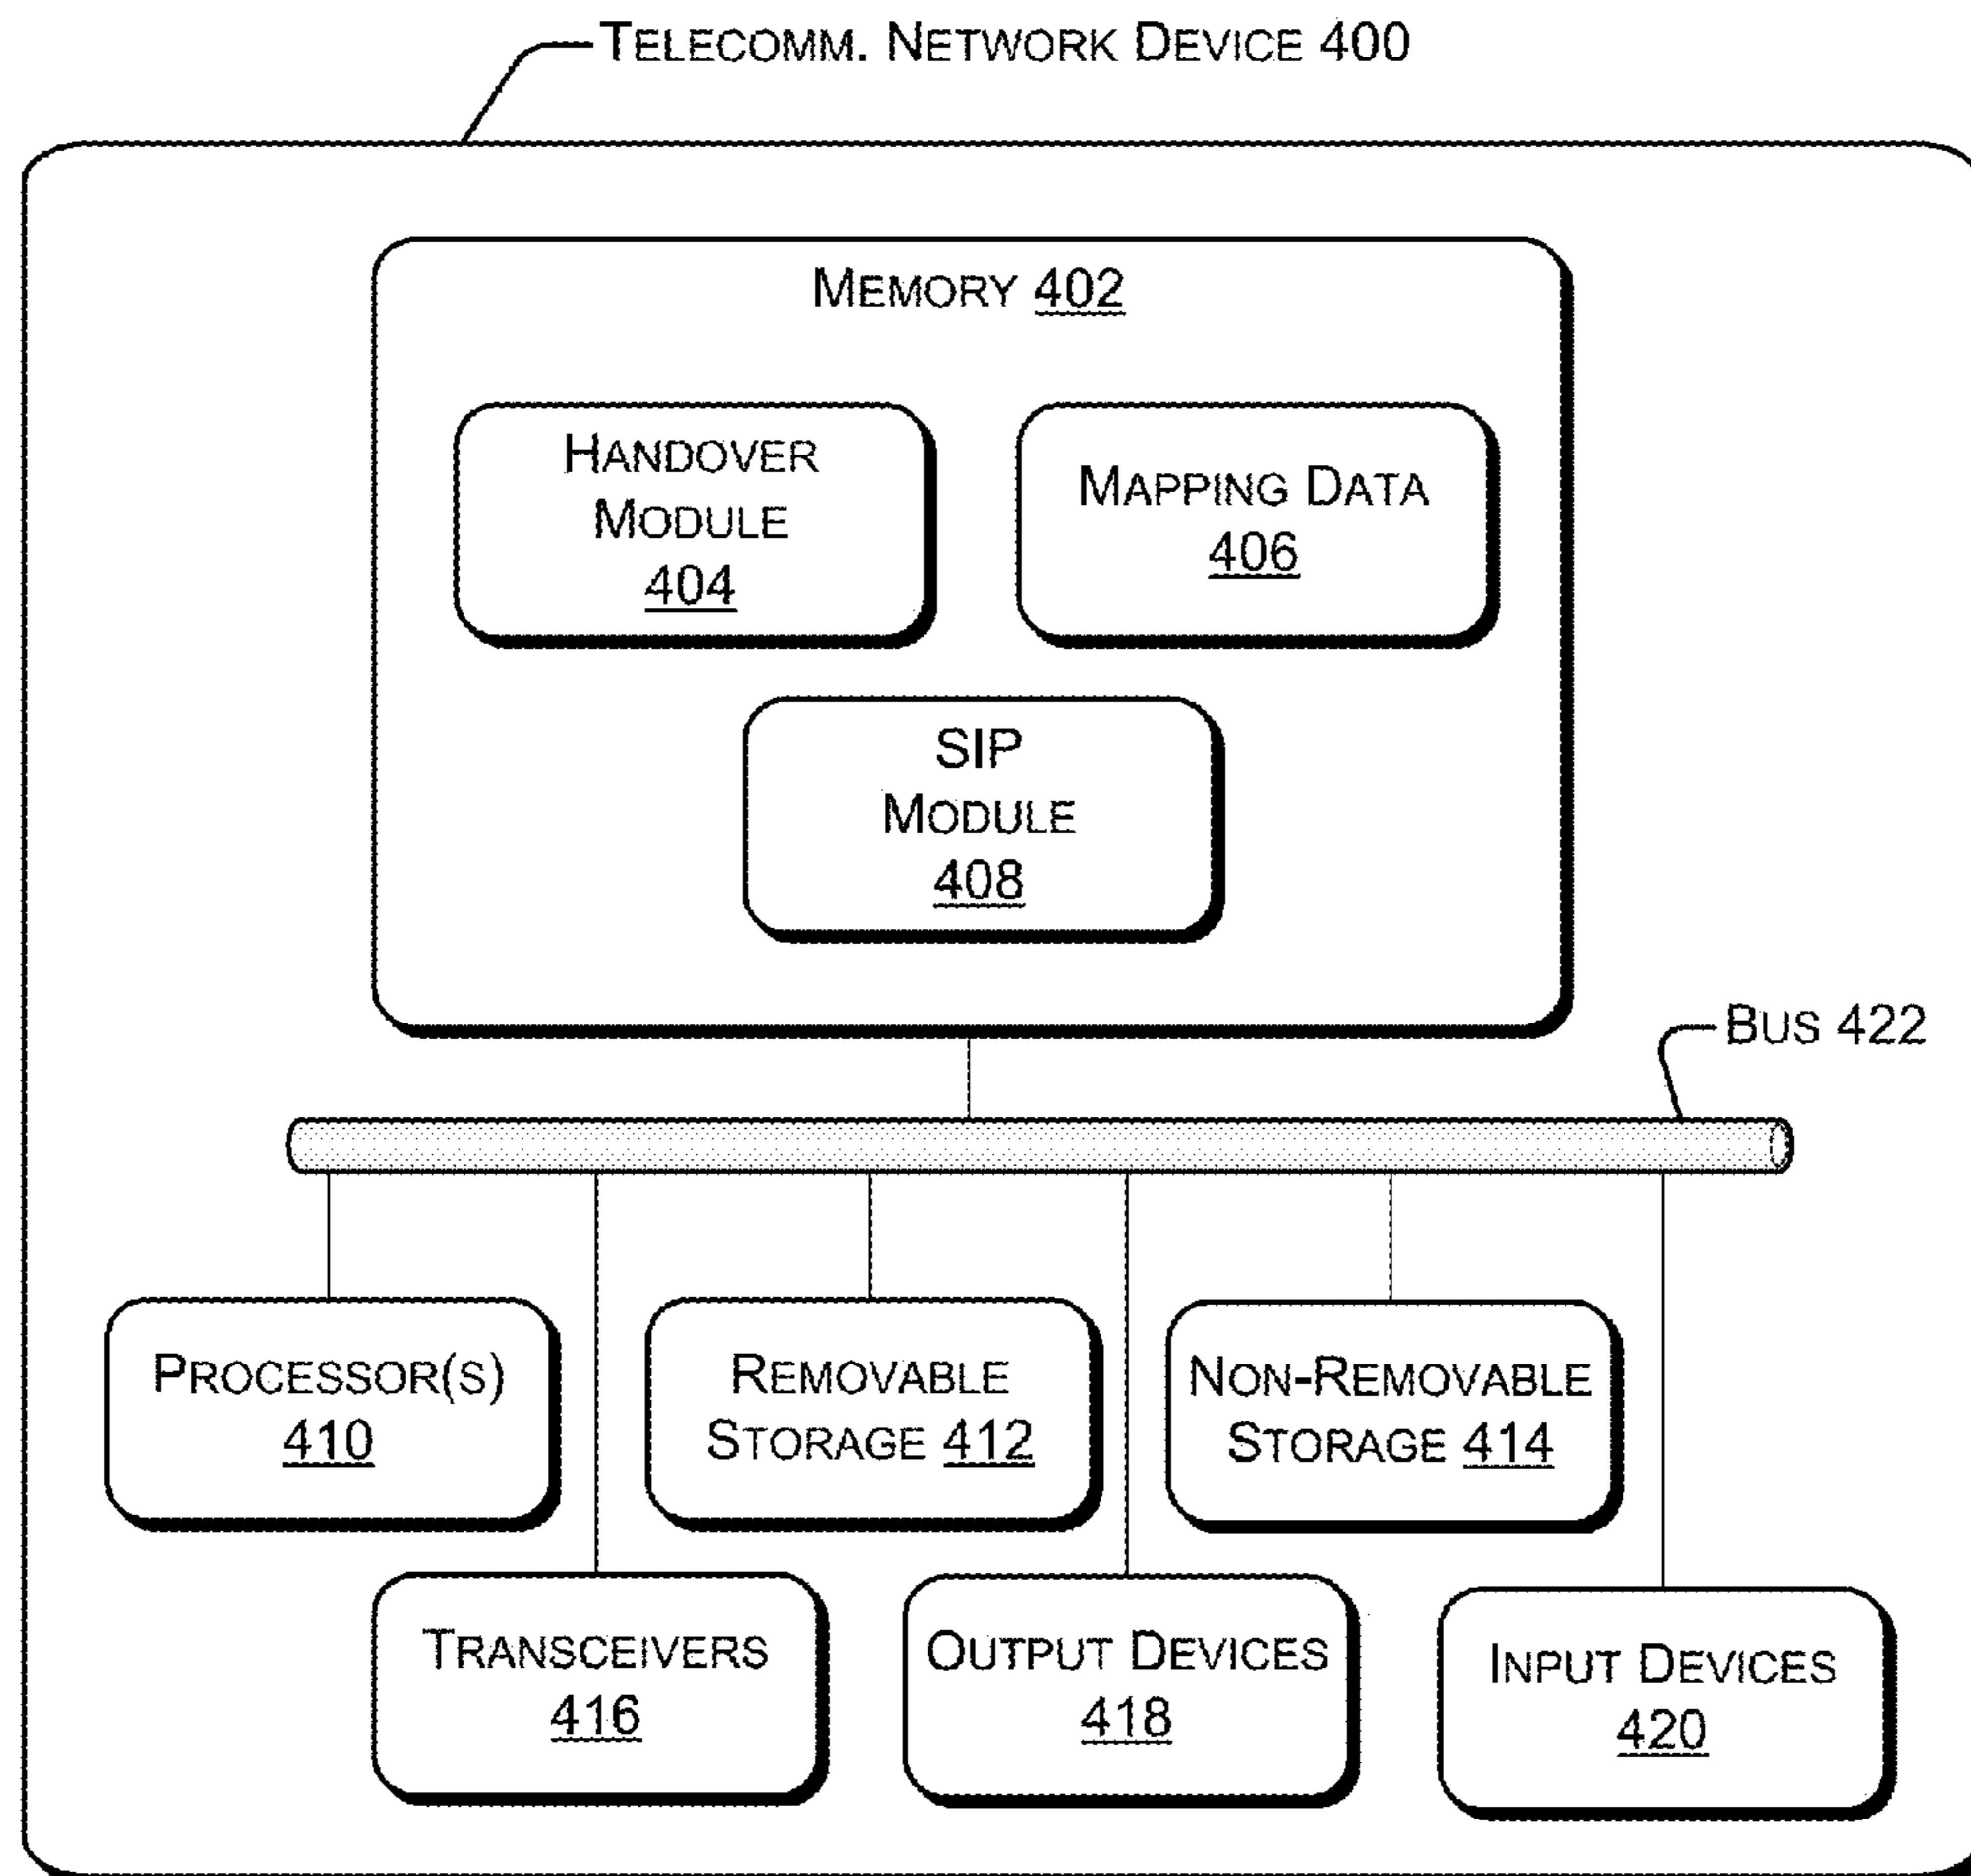 TELECOMM. NETWORK DEVICE 400
MEMORY 402
HANDOVER
MODULE
404
MAPPING DATA
406
SIP
MODULE
408
BUS 422
PROCESSOR(S)
410
REMOVABLE
STORAGE 412
NON-REMOVABLE
STORAGE 414
TRANSCEIVERS
416
OUTPUT DEVICES
418
INPUT DEVICES
420